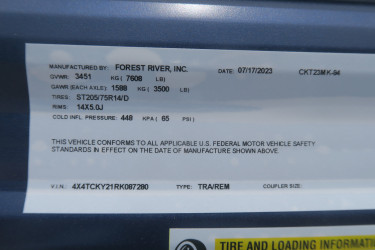 MANUFACTURED BY: FOREST RIVER, INC. DATE: 07/17/2023 CKT23MK-94
GVWR: 3451 KG ( 7608 LB)
GAWR (EACH AXLE): 1588 KG ( 3500 LB)
TIRES: ST205/75R14/D
RIMS: 14X5.0J
COLD INFL. PRESSURE: 448 KPA ( 65 PSI)
THIS VEHICLE CONFORMS TO ALL APPLICABLE U.S. FEDERAL MOTOR VEHICLE SAFETY
STANDARDS IN EFFECT ON THE DATE OF MANUFACTURE SHOWN ABOVE.
V.I.N.: 4X4TCKY21RK087280 TYPE: TRA/REM COUPLER SIZE:
TIRE AND LOADING INFORMATION